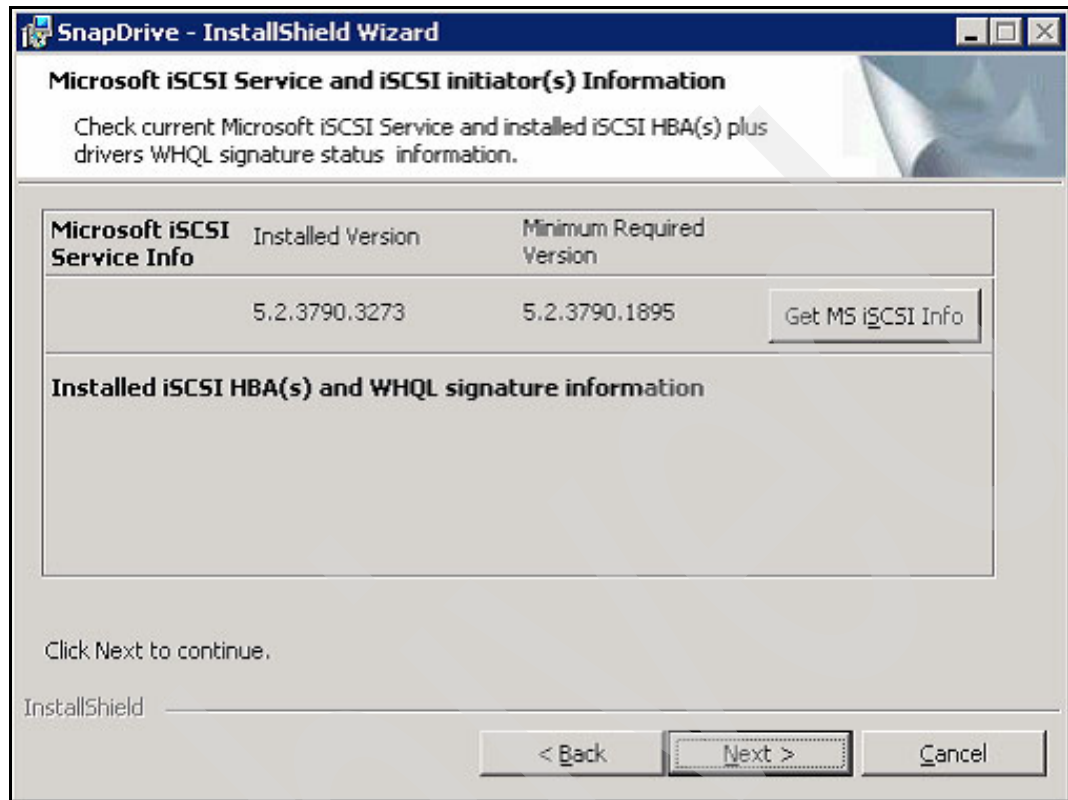 SnapDrive - InstallShield Wizard
Microsoft iSCSI Service and iSCSI initiator(s) Information
Check current Microsoft iSCSI Service and installed iSCSI HBA(s) plus
drivers WHQL signature status information.
Microsoft iSCSI
Service Info
Installed Version
Minimum Required
Version
5.2.3790.3273
5.2.3790.1895
Get MS iSCSI Info
Installed iSCSI HBA(s) and WHQL signature information
Click Next to continue.
InstallShield
< Back
Next >
Cancel